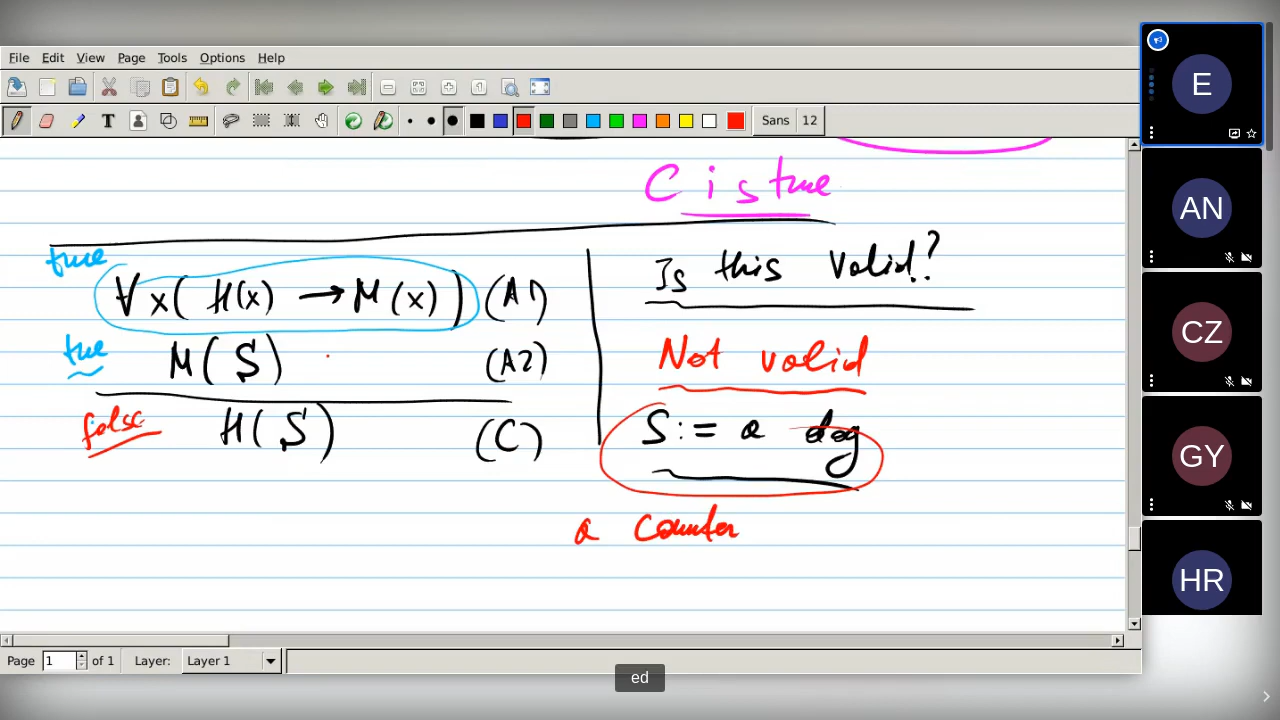 File Edit View Page Tools Options Help
Sans 12
C is true
true
∀x( H(x) → M(x) ) (A1)
Is this valid?
true
M( S ) (A2)
Not valid
false
H( S ) (C)
S := a dog
a counter
Page 1 of 1 Layer: Layer 1
ed
E
AN
CZ
GY
HR